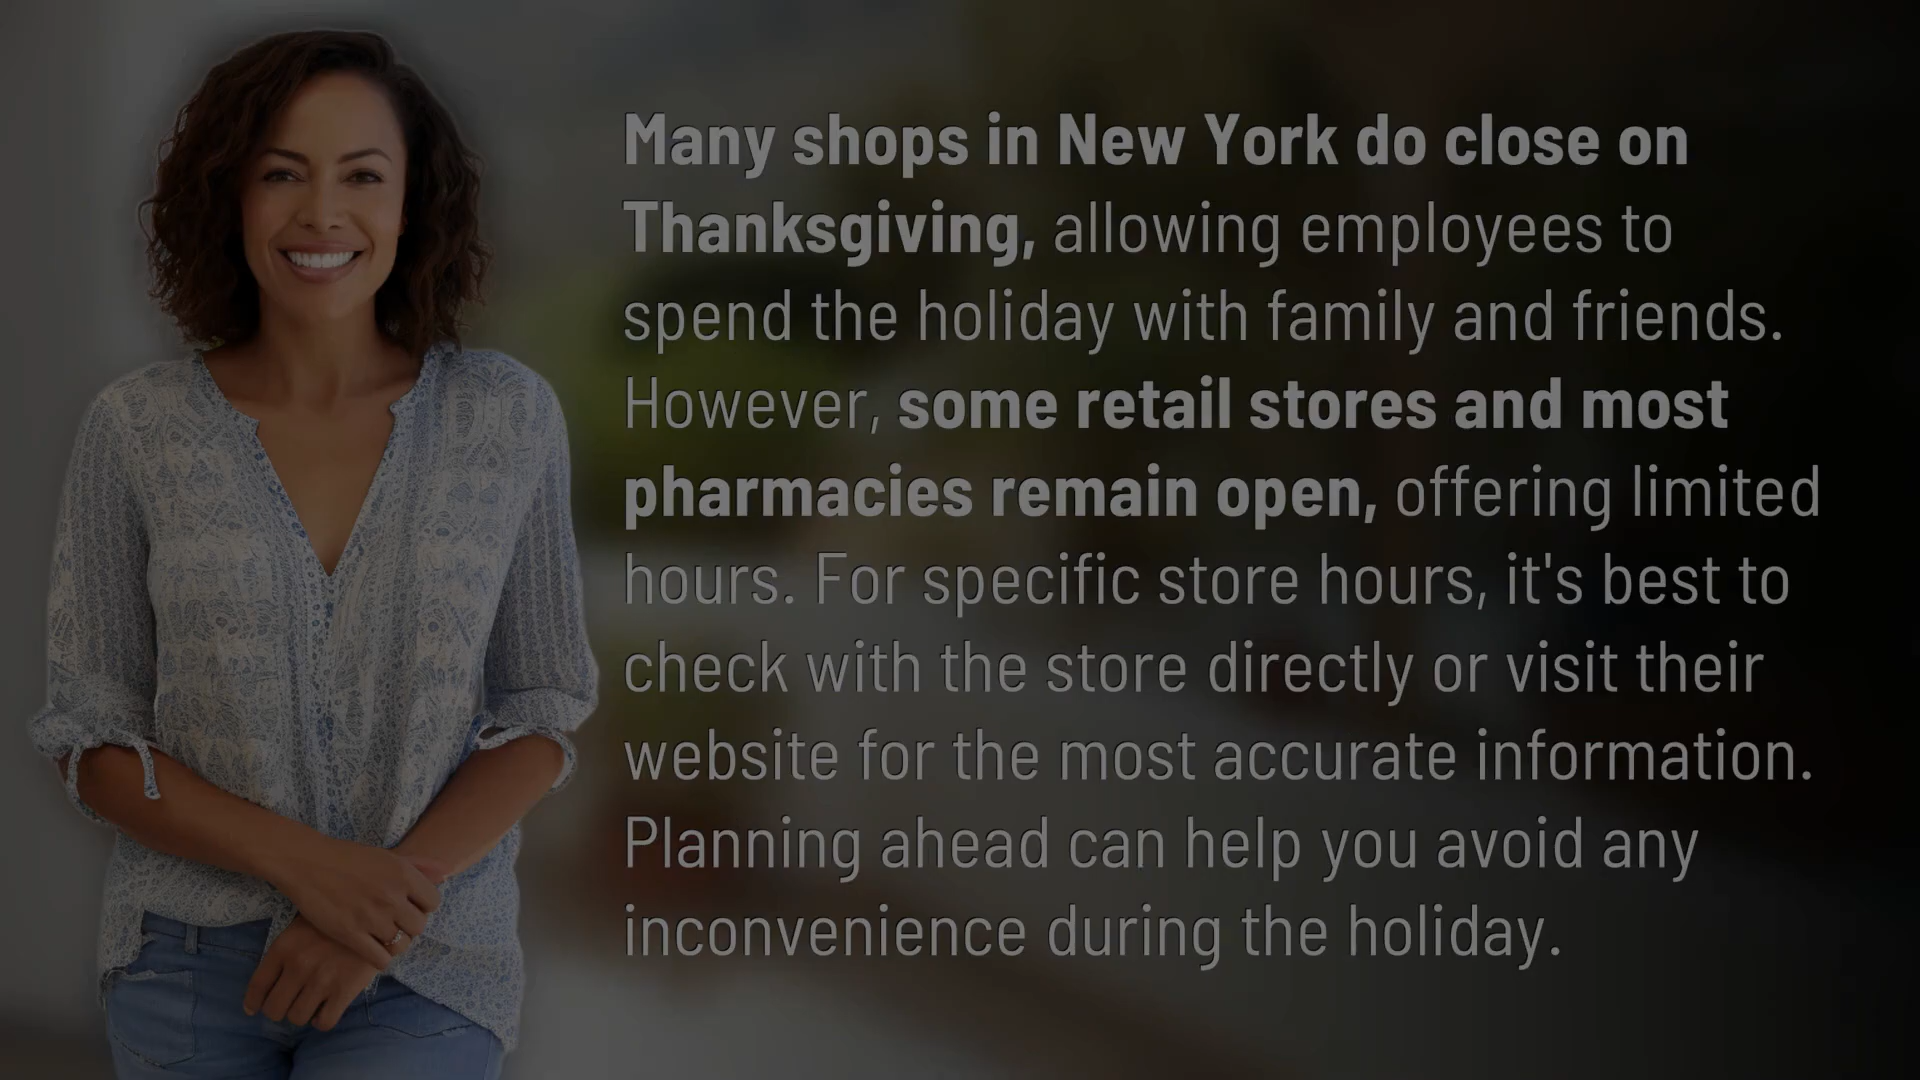 Many shops in New York do close on
Thanksgiving, allowing employees to
spend the holiday with family and friends.
However, some retail stores and most
pharmacies remain open, offering limited
hours. For specific store hours, it's best to
check with the store directly or visit their
website for the most accurate information.
Planning ahead can help you avoid any
inconvenience during the holiday.